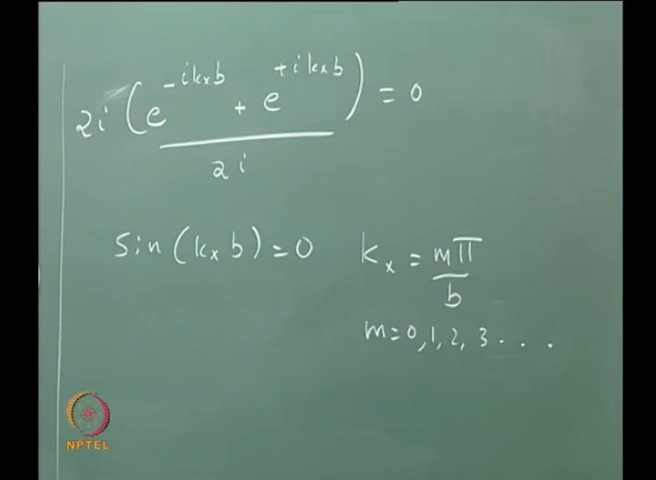 2i (e^{-ik_x b} + e^{+ik_x b}) = 0
2i
Sin (k_x b) = 0 k_x = mπ
b
m=0,1,2,3 . . .
NPTEL